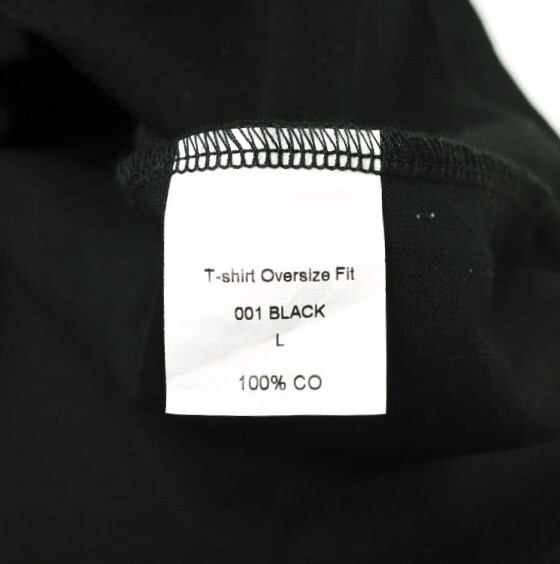 T-shirt Oversize Fit
001 BLACK
L
100% CO